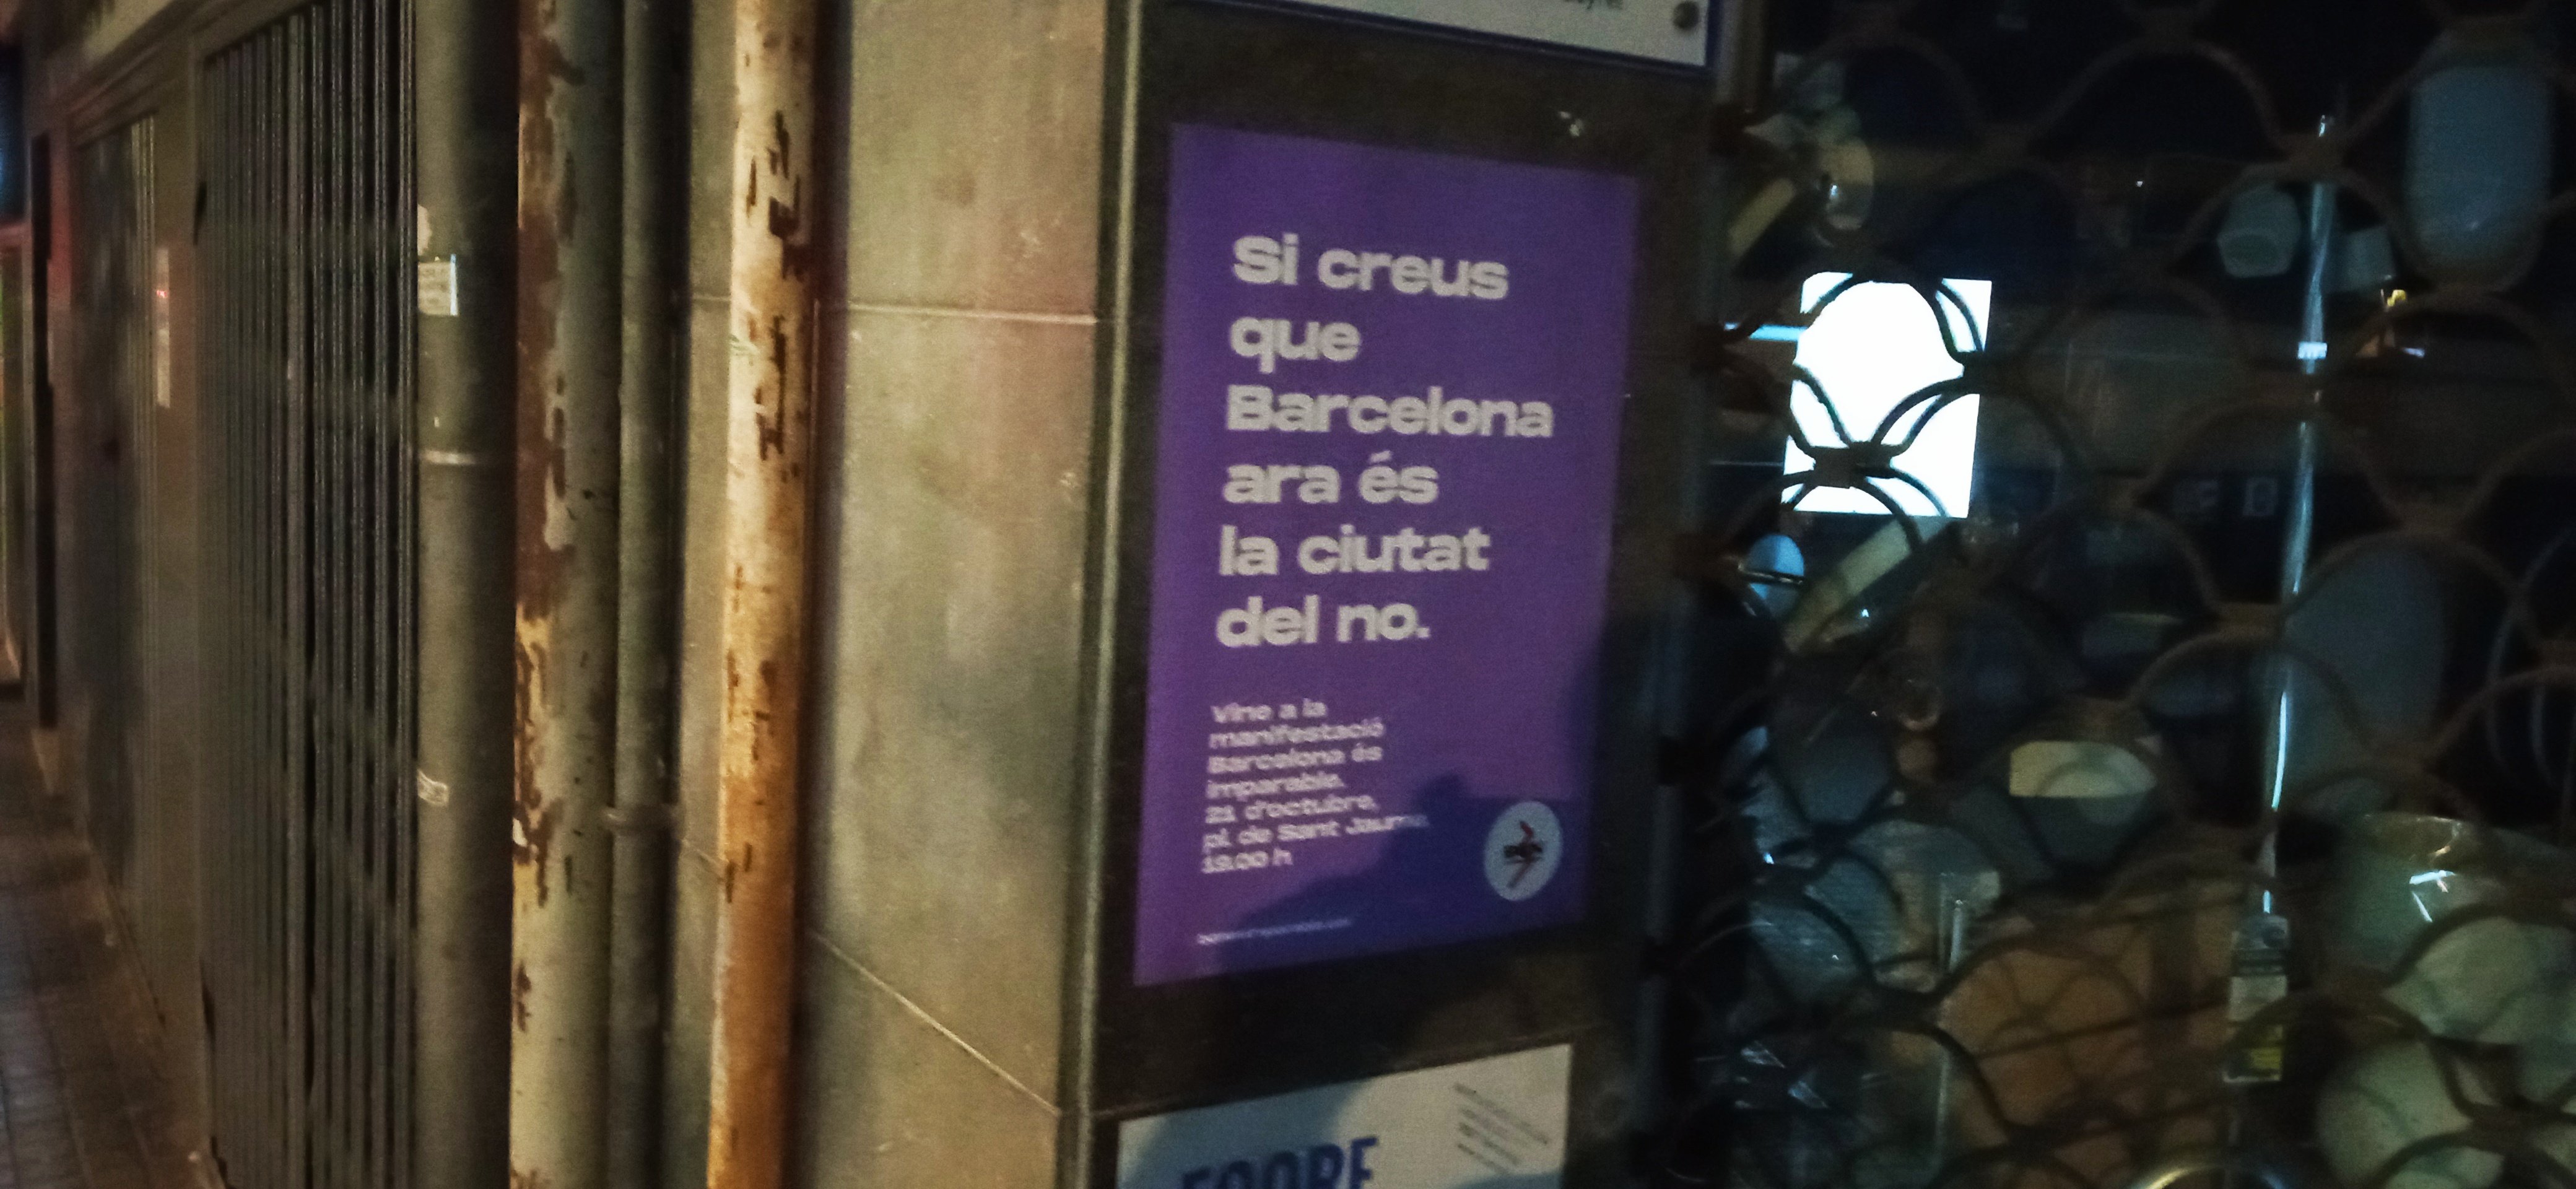 Si creus
que
Barcelona
ara és
la ciutat
del no.
Vine a la
manifestació
Barcelona és
imparable.
21 d'octubre,
pl. de Sant Jaume,
19.00 h